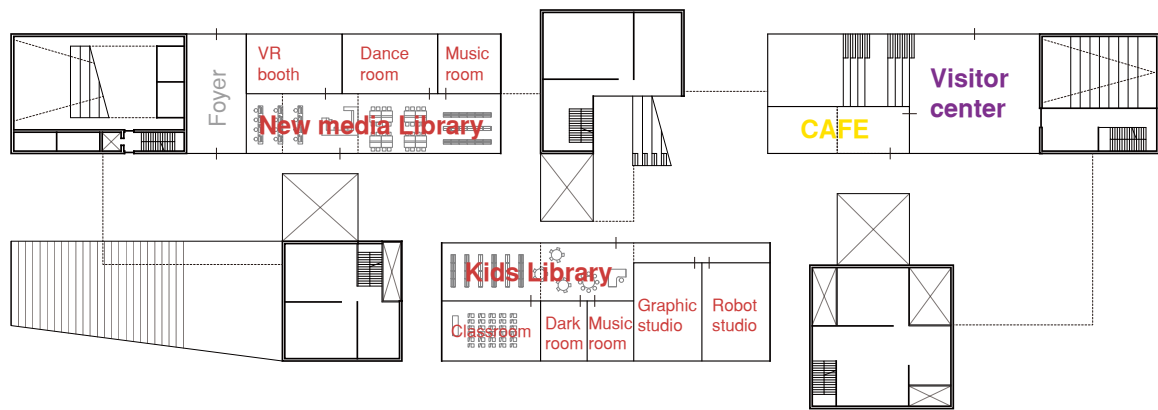 Foyer
VR
booth
Dance
room
Music
room
New media Library
CAFE
Visitor
center
Kids Library
Classroom
Dark
room
Music
room
Graphic
studio
Robot
studio